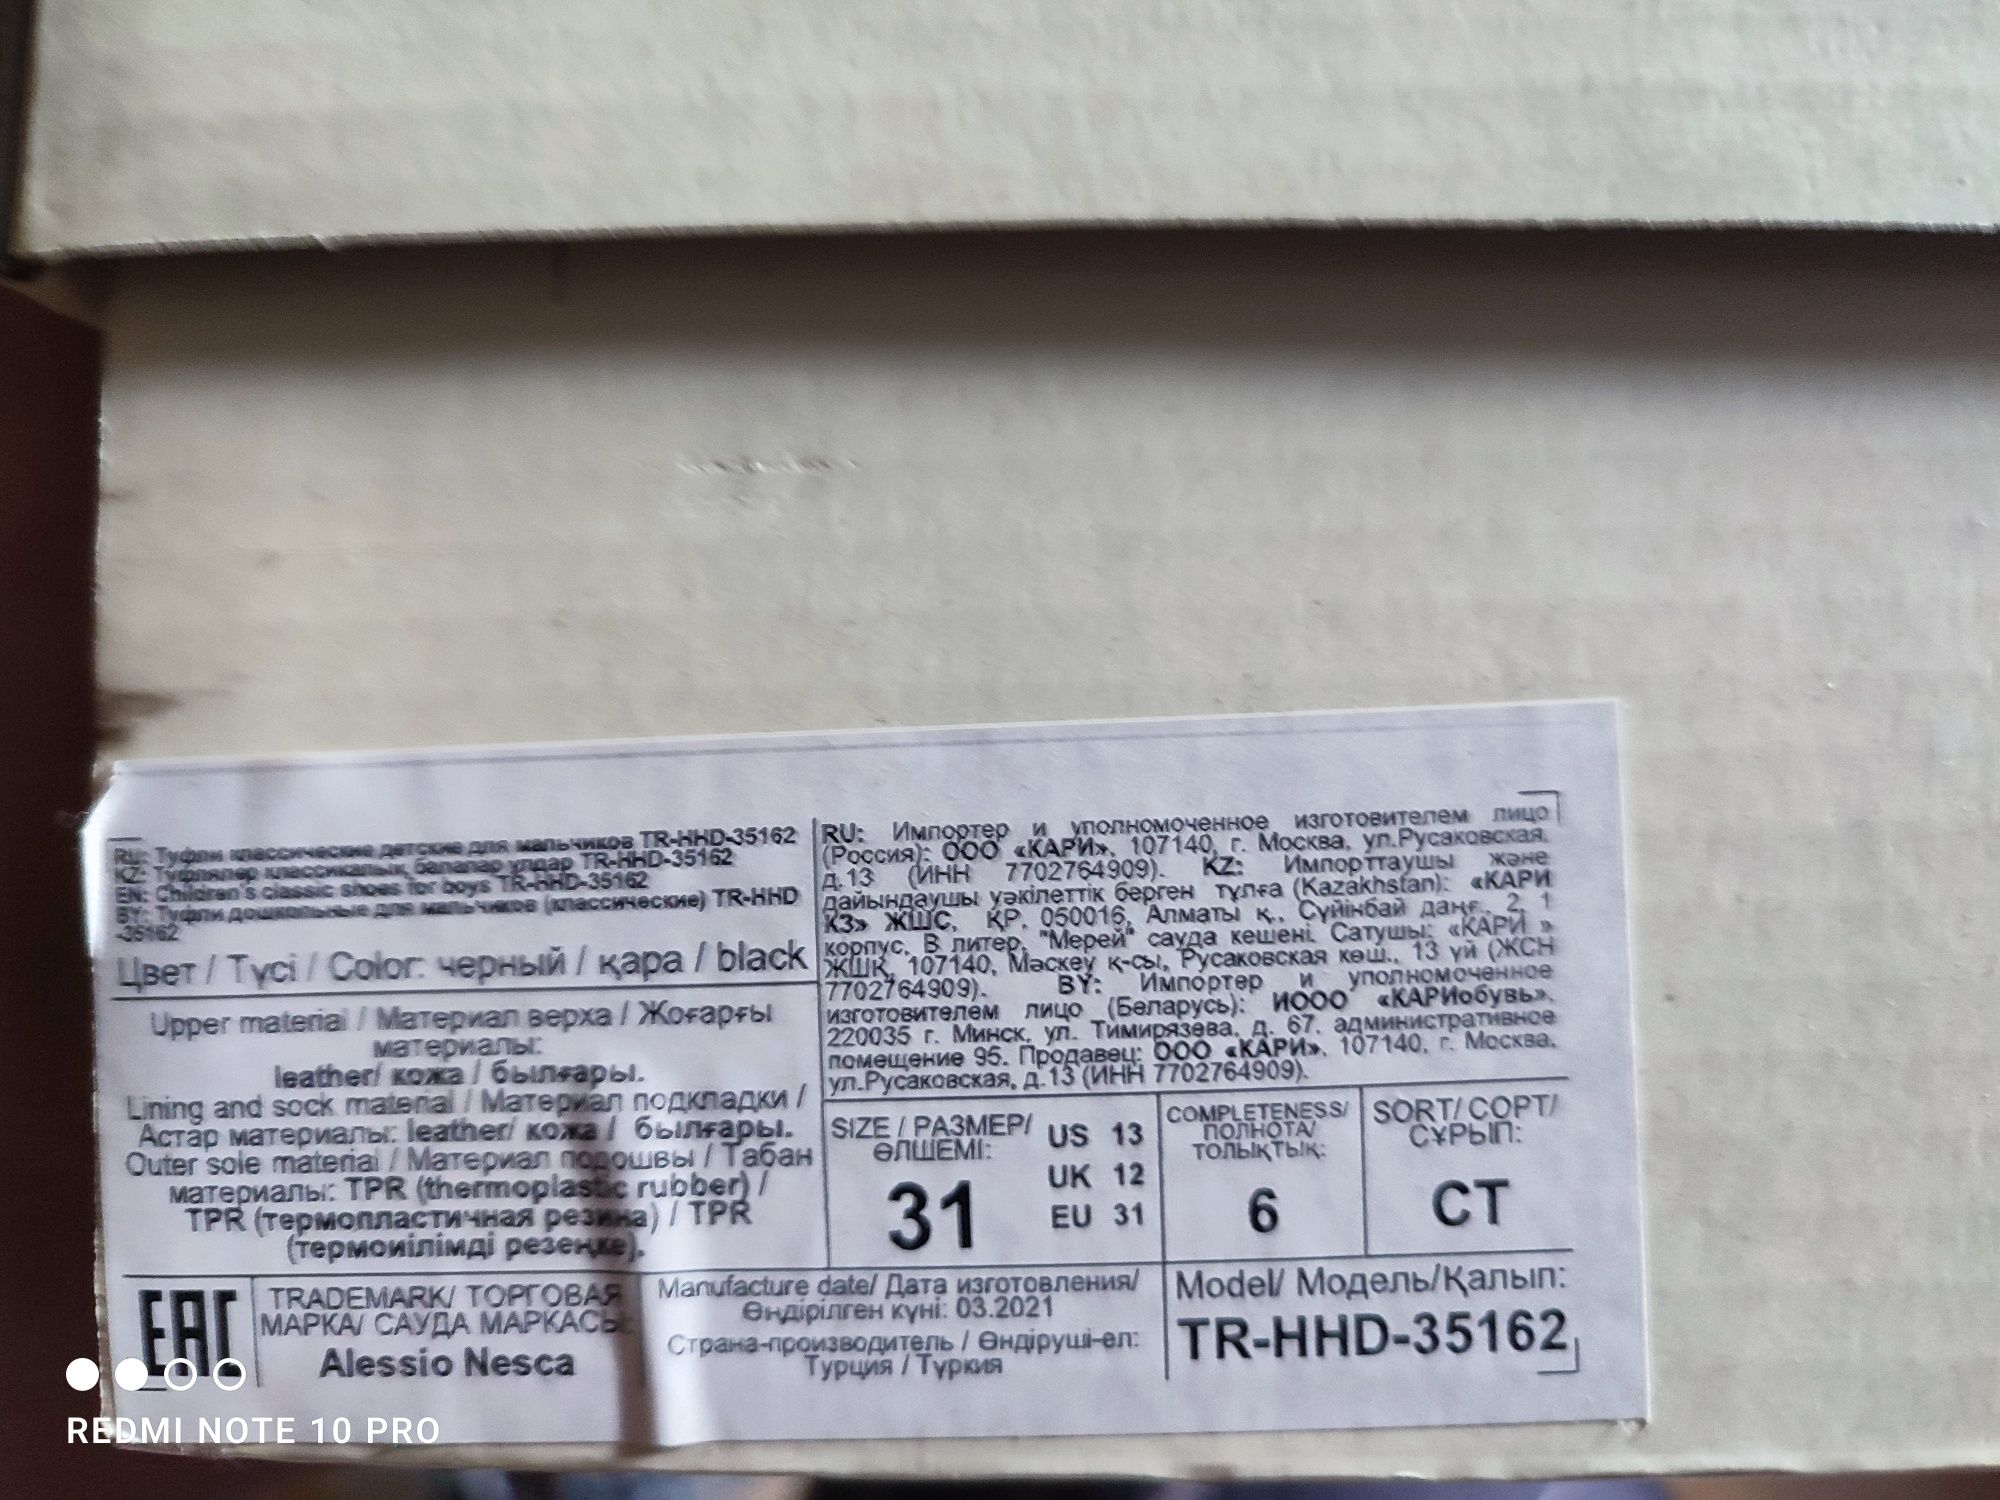 RU: Туфли классические детские для мальчиков TR-HHD-35162
KZ: Туфлялер классикалық балалар ұлдар TR-HHD-35162
EN: Children's classic shoes for boys TR-HHD-35162
BY: Туфли дошкольные для мальчиков (классические) TR-HHD
-35162
Цвет / Түсі / Color: черный / қара / black
Upper material / Материал верха / Жоғарғы
материалы:
leather/ кожа / былғары.
Lining and sock material / Материал подкладки /
Астар материалы: leather/ кожа / былғары.
Outer sole material / Материал подошвы / Табан
материалы: TPR (thermoplastic rubber) /
TPR (термопластичная резина) / TPR
(термоиілімді резеңке).
RU: Импортер и уполномоченное изготовителем лицо
(Россия): ООО «КАРИ», 107140, г. Москва, ул.Русаковская,
д.13 (ИНН 7702764909). KZ: Импорттаушы және
дайындаушы уәкілеттік берген тұлға (Kazakhstan): «КАРИ
КЗ» ЖШС, ҚР, 050016, Алматы қ., Сүйінбай даңғ., 2, 1
корпус, В литер, "Мерей" сауда кешені. Сатушы: «КАРИ »
ЖШҚ, 107140, Мәскеу қ-сы, Русаковская көш., 13 үй (ЖСН
7702764909). BY: Импортер и уполномоченное
изготовителем лицо (Беларусь): ИООО «КАРИобувь»,
220035 г. Минск, ул. Тимирязева, д. 67, административное
помещение 95. Продавец: ООО «КАРИ», 107140, г. Москва,
ул.Русаковская, д.13 (ИНН 7702764909).
SIZE / РАЗМЕР/
ӨЛШЕМІ:
31
US 13
UK 12
EU 31
COMPLETENESS/
ПОЛНОТА/
ТОЛЫҚТЫҚ:
6
SORT/ СОРТ/
СҰРЫП:
СТ
EAC
TRADEMARK/ ТОРГОВАЯ
МАРКА/ САУДА МАРКАСЫ:
Alessio Nesca
Manufacture date/ Дата изготовления/
Өндірілген күні: 03.2021
Страна-производитель / Өндіруші-ел:
Турция / Түркия
Model/ Модель/Қалып:
TR-HHD-35162
REDMI NOTE 10 PRO